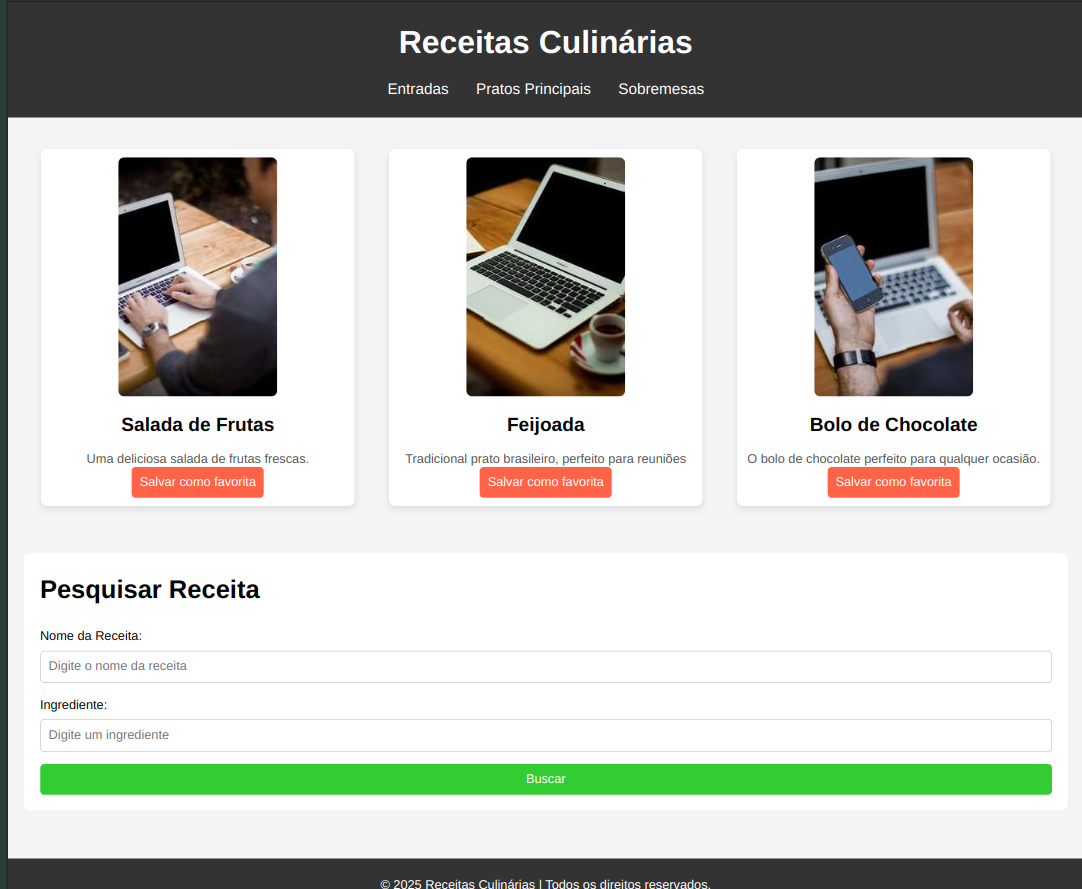 Receitas Culinárias
Entradas Pratos Principais Sobremesas
Salada de Frutas
Uma deliciosa salada de frutas frescas.
Salvar como favorita
Feijoada
Tradicional prato brasileiro, perfeito para reuniões
Salvar como favorita
Bolo de Chocolate
O bolo de chocolate perfeito para qualquer ocasião.
Salvar como favorita
Pesquisar Receita
Nome da Receita:
Digite o nome da receita
Ingrediente:
Digite um ingrediente
Buscar
© 2025 Receitas Culinárias | Todos os direitos reservados.